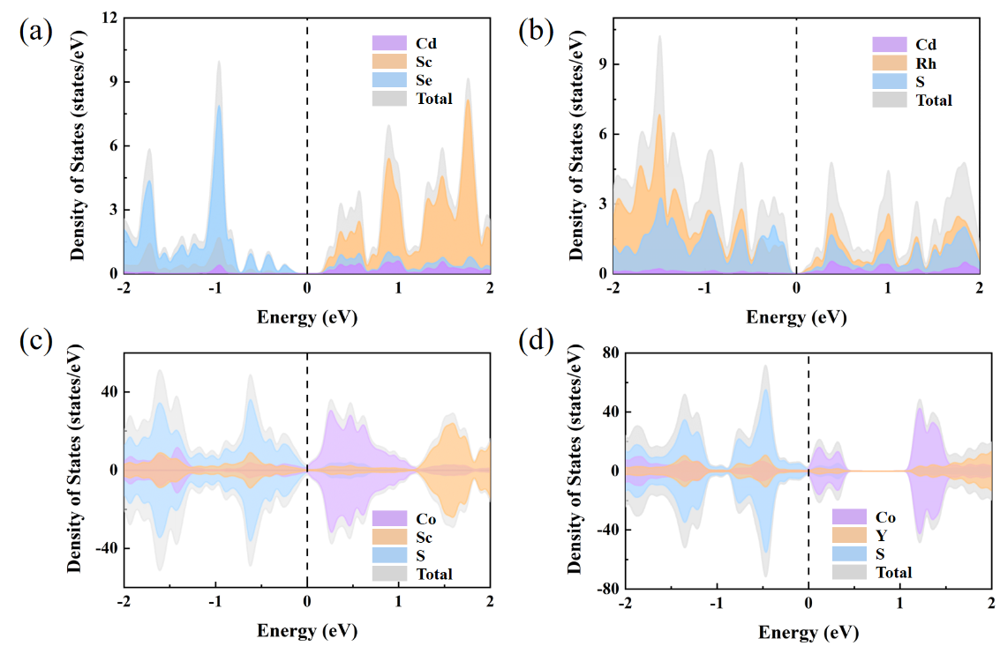 (a)
Density of States (states/eV)
12
9
6
3
0
Cd
Sc
Se
Total
-2
-1
0
1
2
Energy (eV)
(b)
Density of States (states/eV)
9
6
3
0
Cd
Rh
S
Total
-2
-1
0
1
2
Energy (eV)
(c)
Density of States (states/eV)
40
0
-40
Co
Sc
S
Total
-2
-1
0
1
2
Energy (eV)
(d)
Density of States (states/eV)
80
40
0
-40
-80
Co
Y
S
Total
-2
-1
0
1
2
Energy (eV)